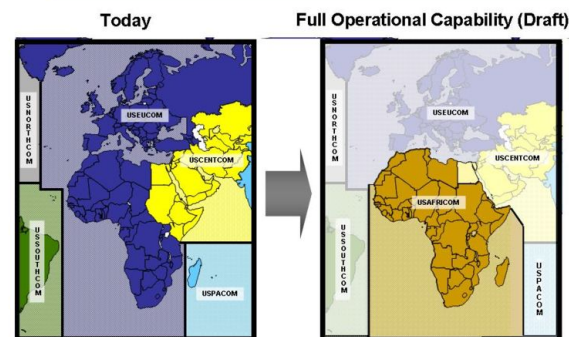 Today
Full Operational Capability (Draft)
USNORTHCOM
USEUCOM
USCENTCOM
USSOUTHCOM
USPACOM
USNORTHCOM
USEUCOM
USCENTCOM
USAFRICOM
USSOUTHCOM
USPACOM